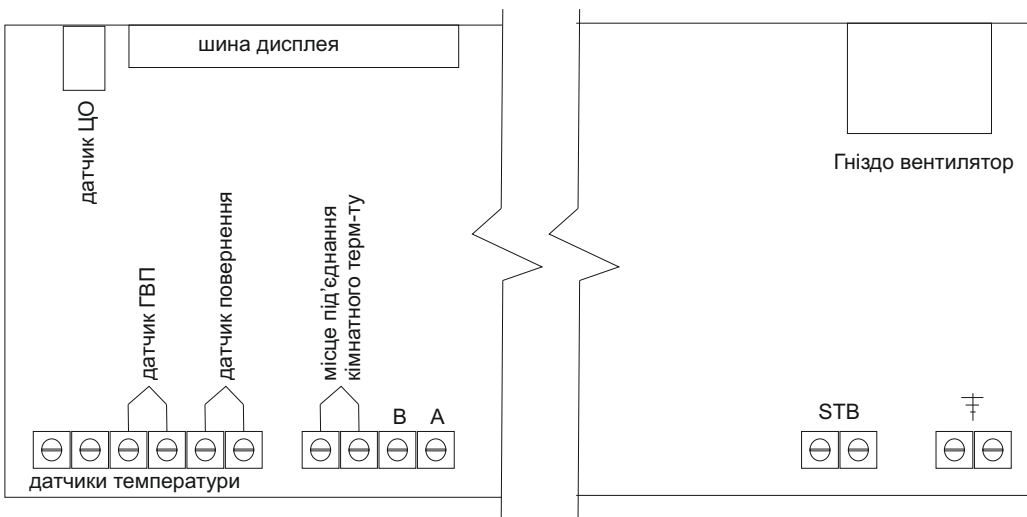 шина дисплея
датчик ЦО
Гніздо вентилятор
датчик ГВП
датчик повернення
місце під'єднання
кімнатного терм-ту
B
A
STB
датчики температури